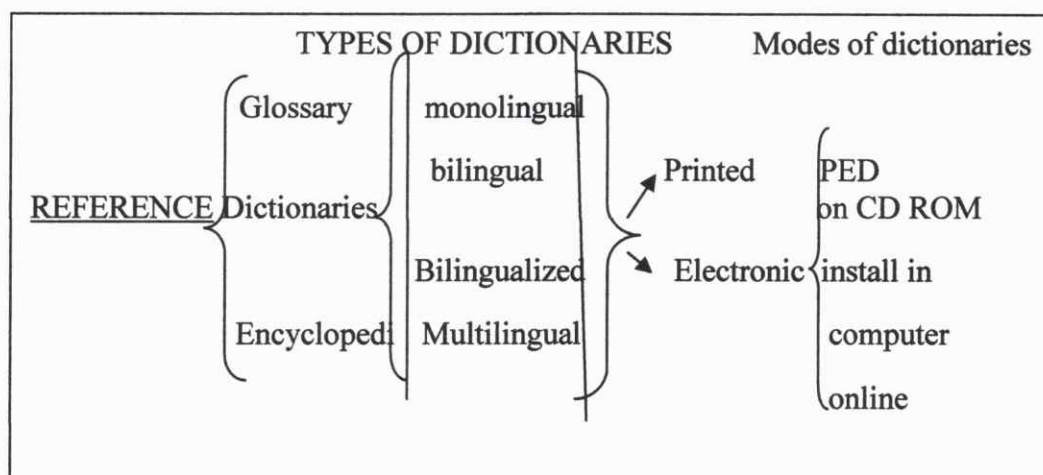 TYPES OF DICTIONARIES Modes of dictionaries
Glossary monolingual
bilingual Printed PED
REFERENCE Dictionaries on CD ROM
Bilingualized Electronic install in
Encyclopedi Multilingual computer
online